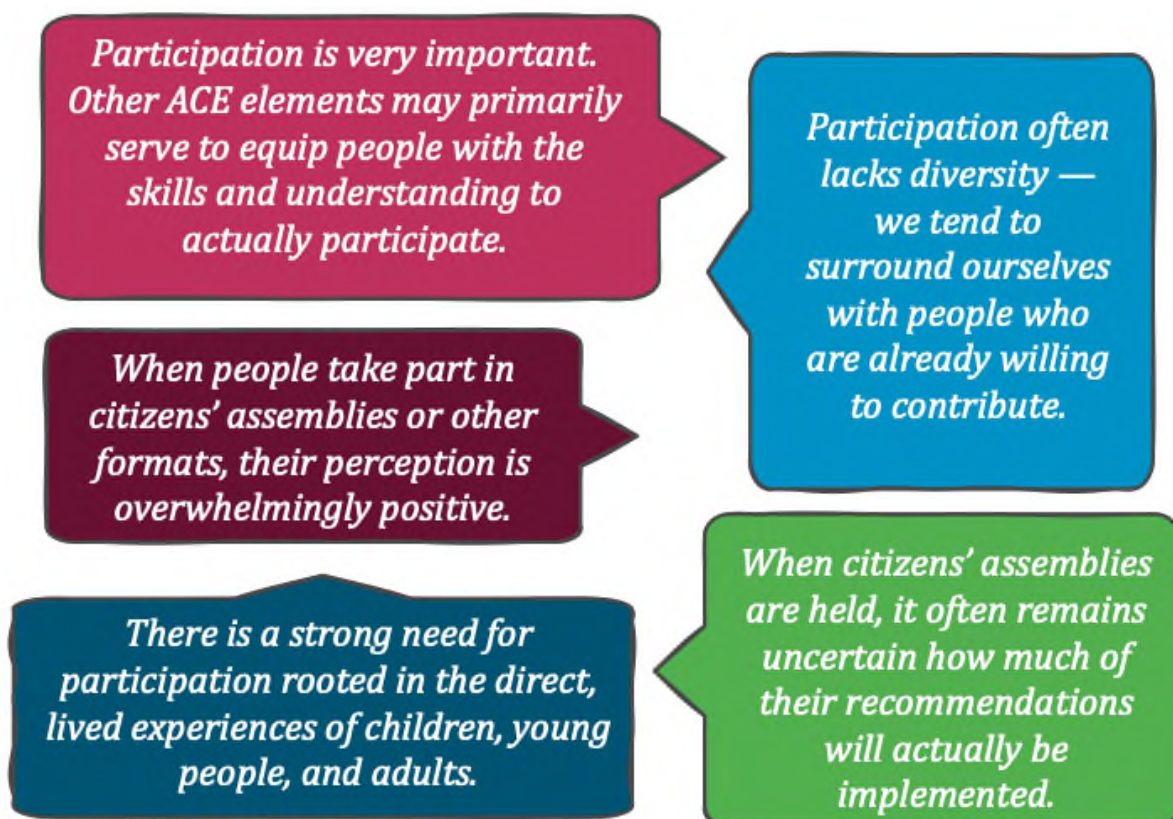 Participation is very important.
Other ACE elements may primarily
serve to equip people with the
skills and understanding to
actually participate.
Participation often
lacks diversity —
we tend to
surround ourselves
with people who
are already willing
to contribute.
When people take part in
citizens’ assemblies or other
formats, their perception is
overwhelmingly positive.
When citizens’ assemblies
are held, it often remains
uncertain how much of
their recommendations
will actually be
implemented.
There is a strong need for
participation rooted in the direct,
lived experiences of children, young
people, and adults.